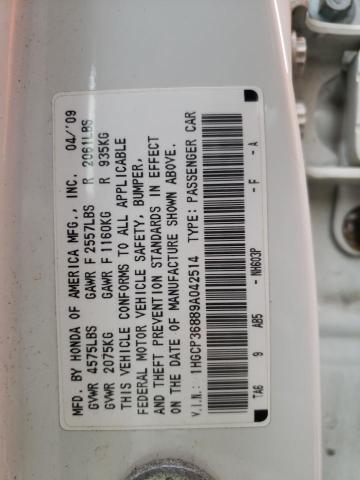 MFD. BY HONDA OF AMERICA MFG., INC. 04/'09
GVWR 4575LBS GAWR F 2557LBS R 2061LBS
GVWR 2075KG GAWR F 1160KG R 935KG
THIS VEHICLE CONFORMS TO ALL APPLICABLE
FEDERAL MOTOR VEHICLE SAFETY, BUMPER,
AND THEFT PREVENTION STANDARDS IN EFFECT
ON THE DATE OF MANUFACTURE SHOWN ABOVE.
V.I.N.: 1HGCP36889A042514 TYPE: PASSENGER CAR
TA6 9 AB5 -NH603P -F -A